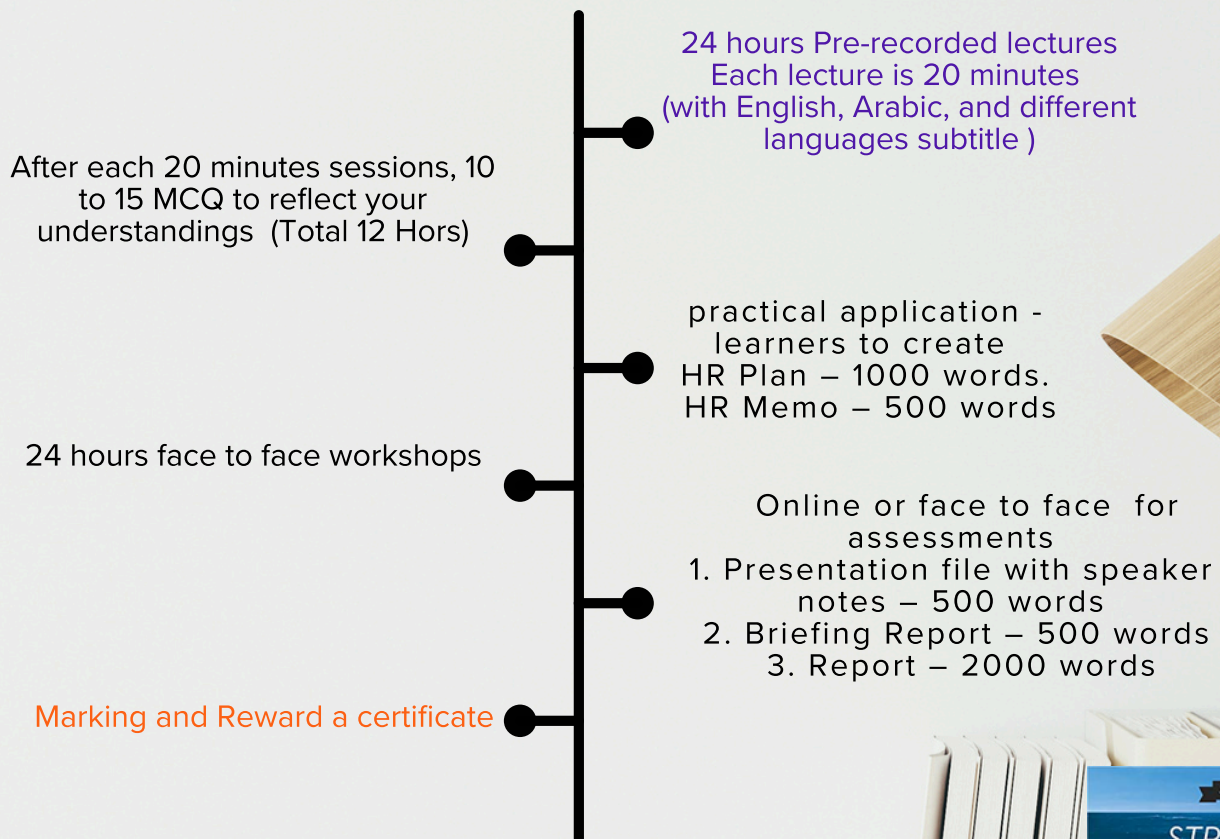 24 hours Pre-recorded lectures
Each lecture is 20 minutes
(with English, Arabic, and different
languages subtitle )
After each 20 minutes sessions, 10
to 15 MCQ to reflect your
understandings  (Total 12 Hors)
practical application -
learners to create
HR Plan – 1000 words.
HR Memo – 500 words
24 hours face to face workshops
Online or face to face  for
assessments
1. Presentation file with speaker
notes – 500 words
2. Briefing Report – 500 words
3. Report – 2000 words
Marking and Reward a certificate